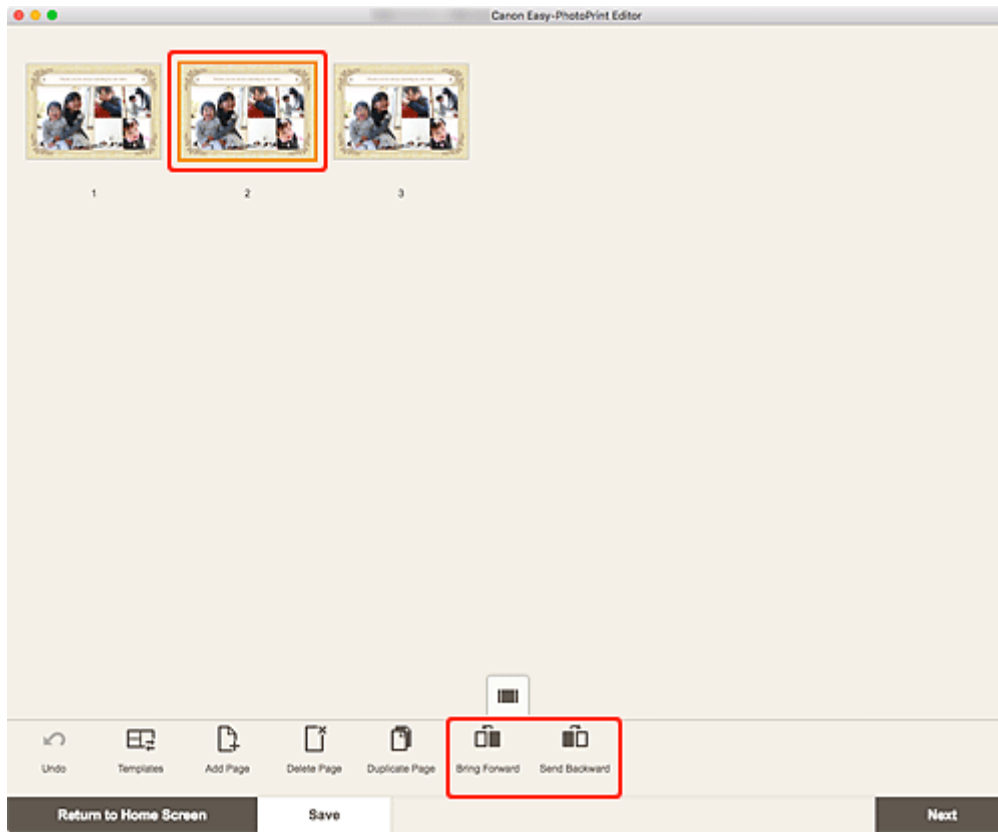 Canon Easy-PhotoPrint Editor
1
2
3
Undo
Templates
Add Page
Delete Page
Duplicate Page
Bring Forward
Send Backward
Return to Home Screen
Save
Next